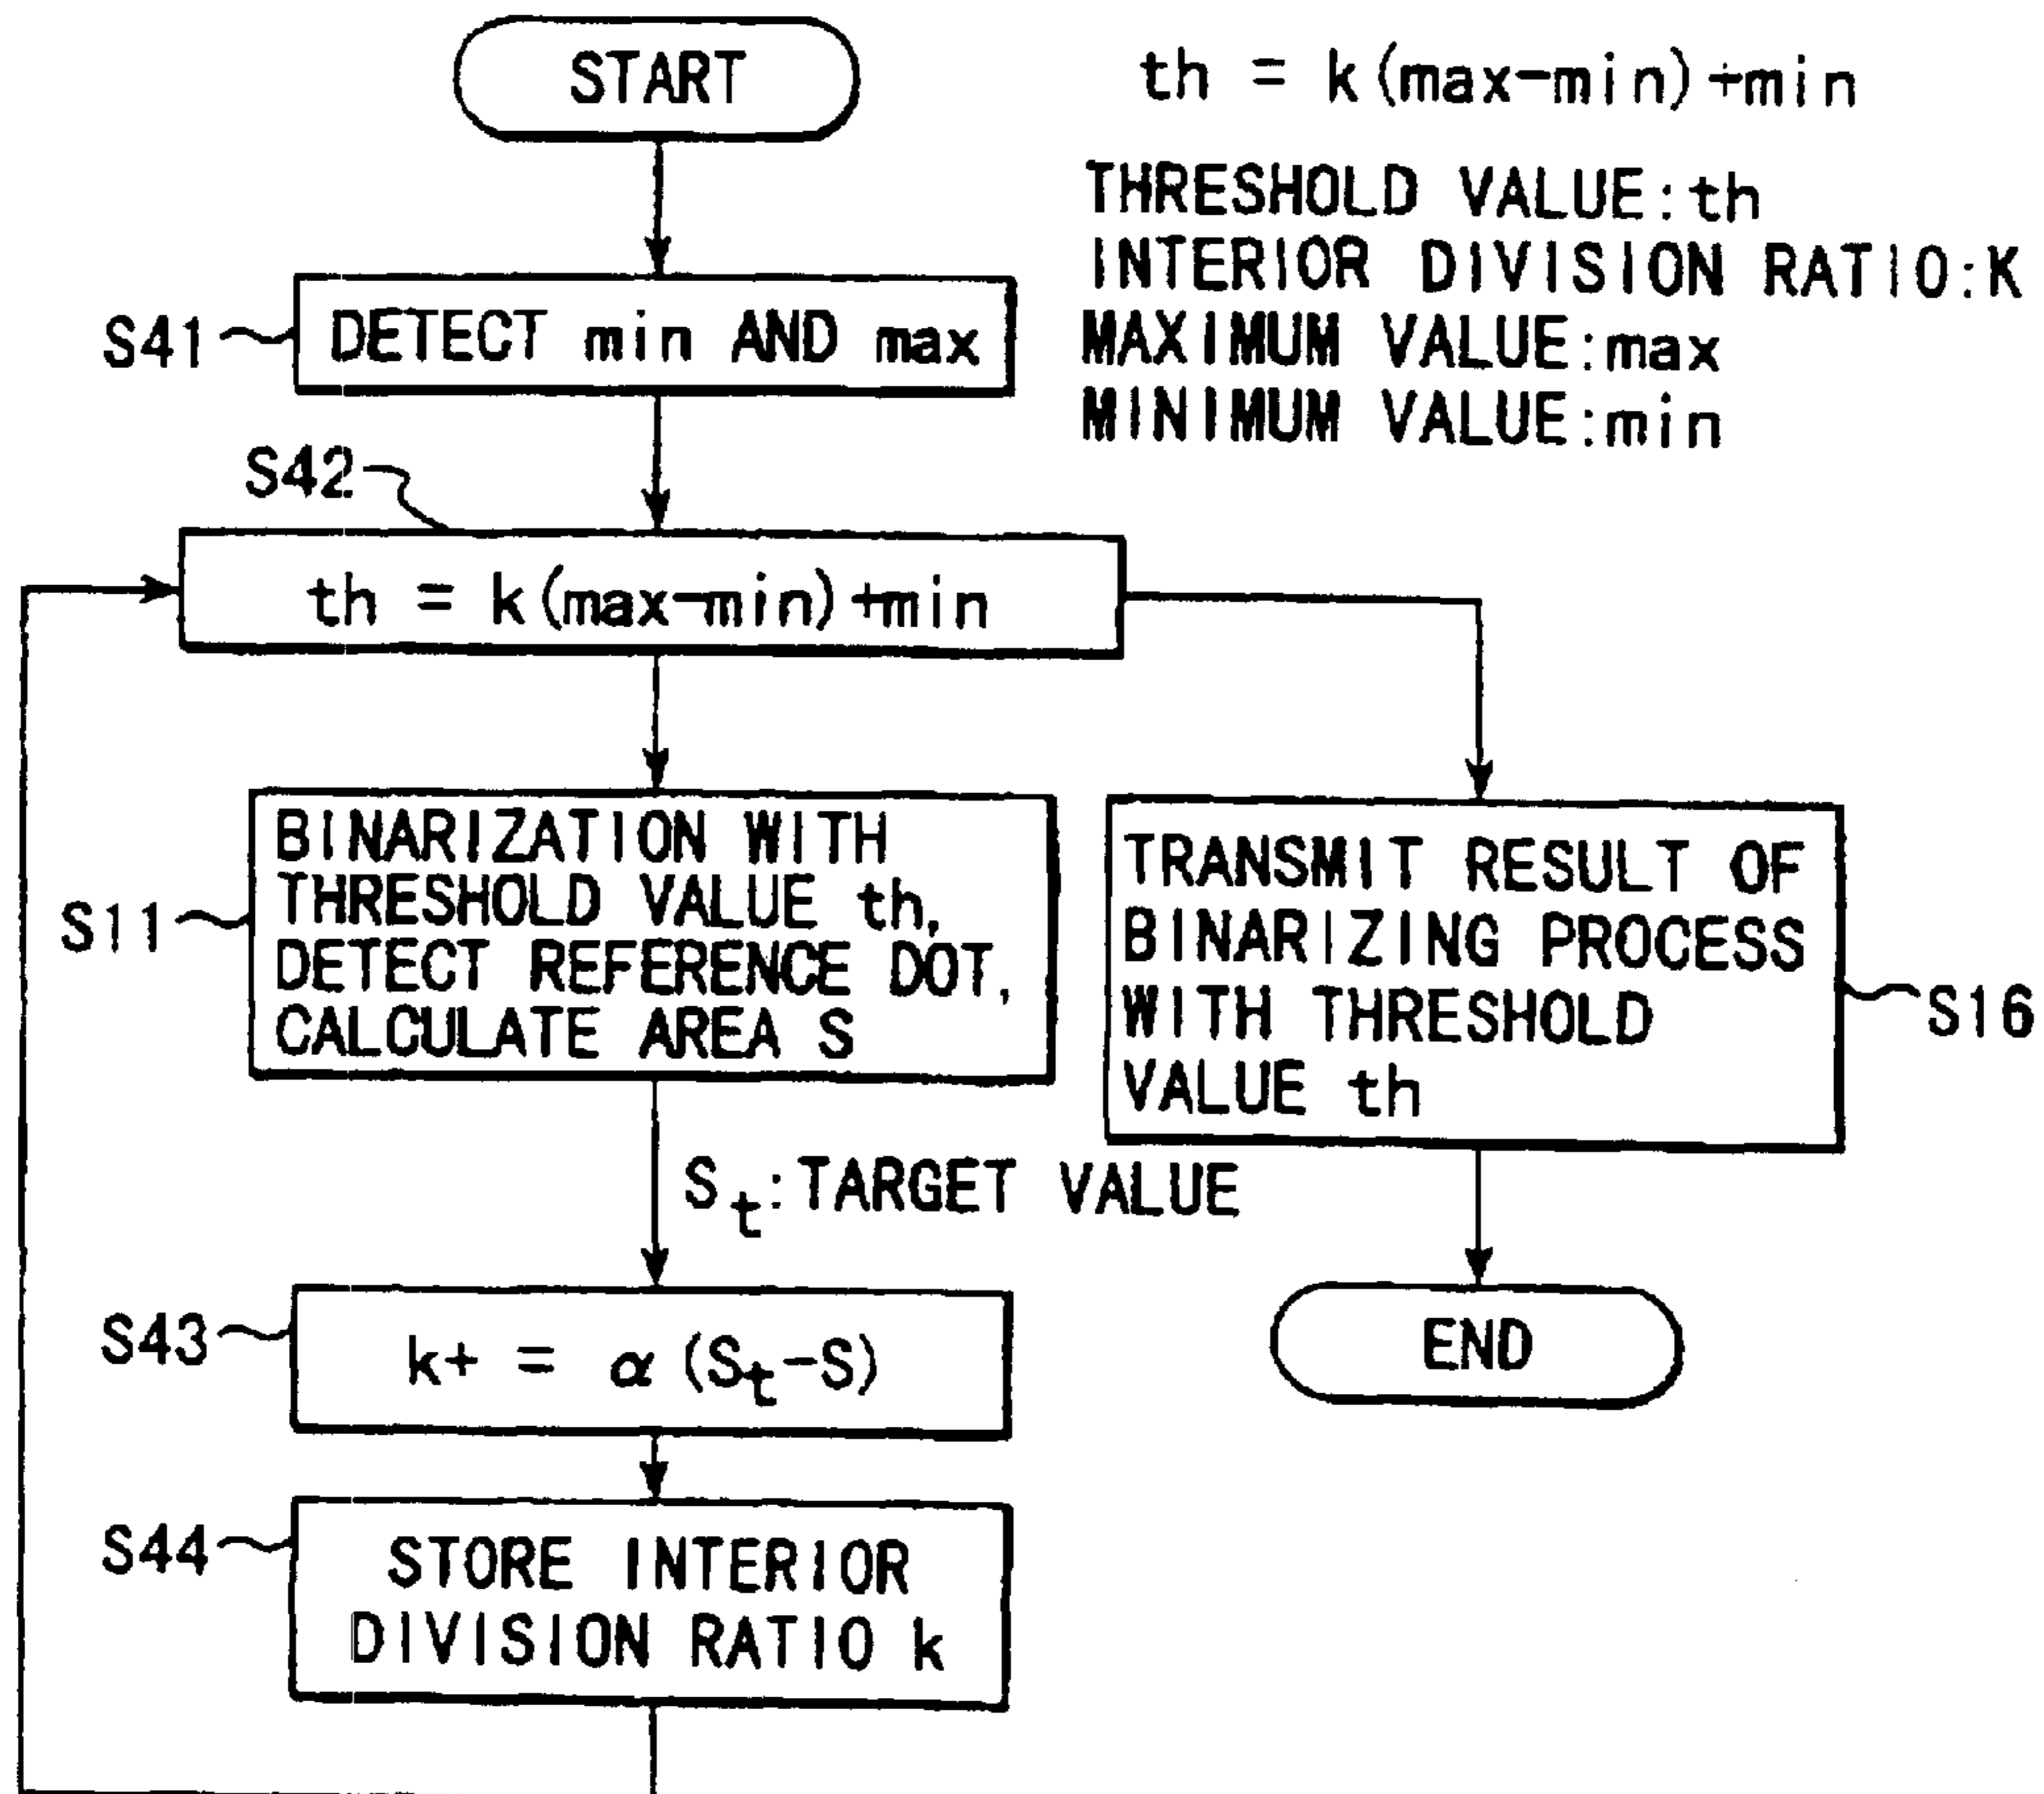 START
th = k(max-min)+min
THRESHOLD VALUE:th
INTERIOR DIVISION RATIO:K
MAXIMUM VALUE:max
MINIMUM VALUE:min
S41
DETECT min AND max
S42
th = k(max-min)+min
S11
BINARIZATION WITH
THRESHOLD VALUE th,
DETECT REFERENCE DOT,
CALCULATE AREA S
TRANSMIT RESULT OF
BINARIZING PROCESS
WITH THRESHOLD
VALUE th
S16
St:TARGET VALUE
S43
k+ = α(St-S)
END
S44
STORE INTERIOR
DIVISION RATIO k